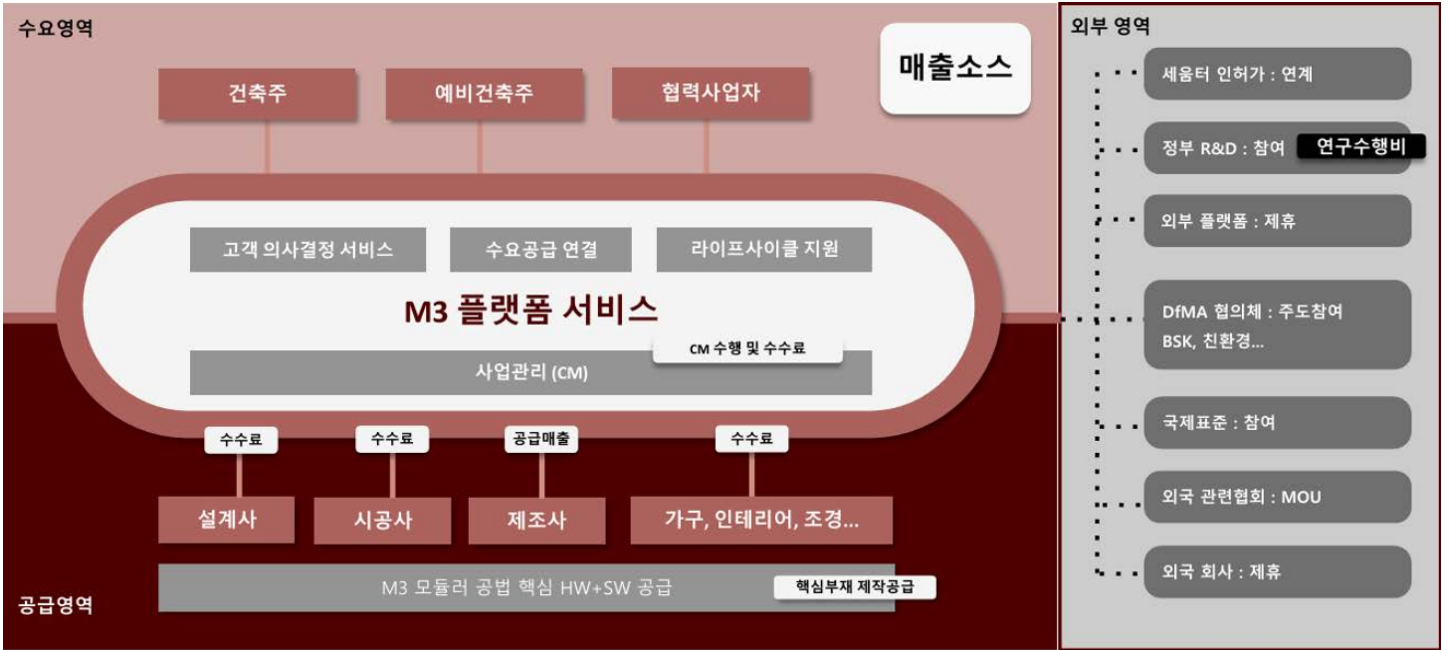 수요영역
매출소스
건축주
예비건축주
협력사업자
고객 의사결정 서비스
수요공급 연결
라이프사이클 지원
M3 플랫폼 서비스
CM 수행 및 수수료
사업관리 (CM)
수수료
수수료
공급매출
수수료
설계사
시공사
제조사
가구, 인테리어, 조경...
M3 모듈러 공법 핵심 HW+SW 공급
핵심부재 제작공급
공급영역
외부 영역
세움터 인허가 : 연계
정부 R&D : 참여
연구수행비
외부 플랫폼 : 제휴
DfMA 협의체 : 주도참여
BSK, 친환경...
국제표준 : 참여
외국 관련협회 : MOU
외국 회사 : 제휴